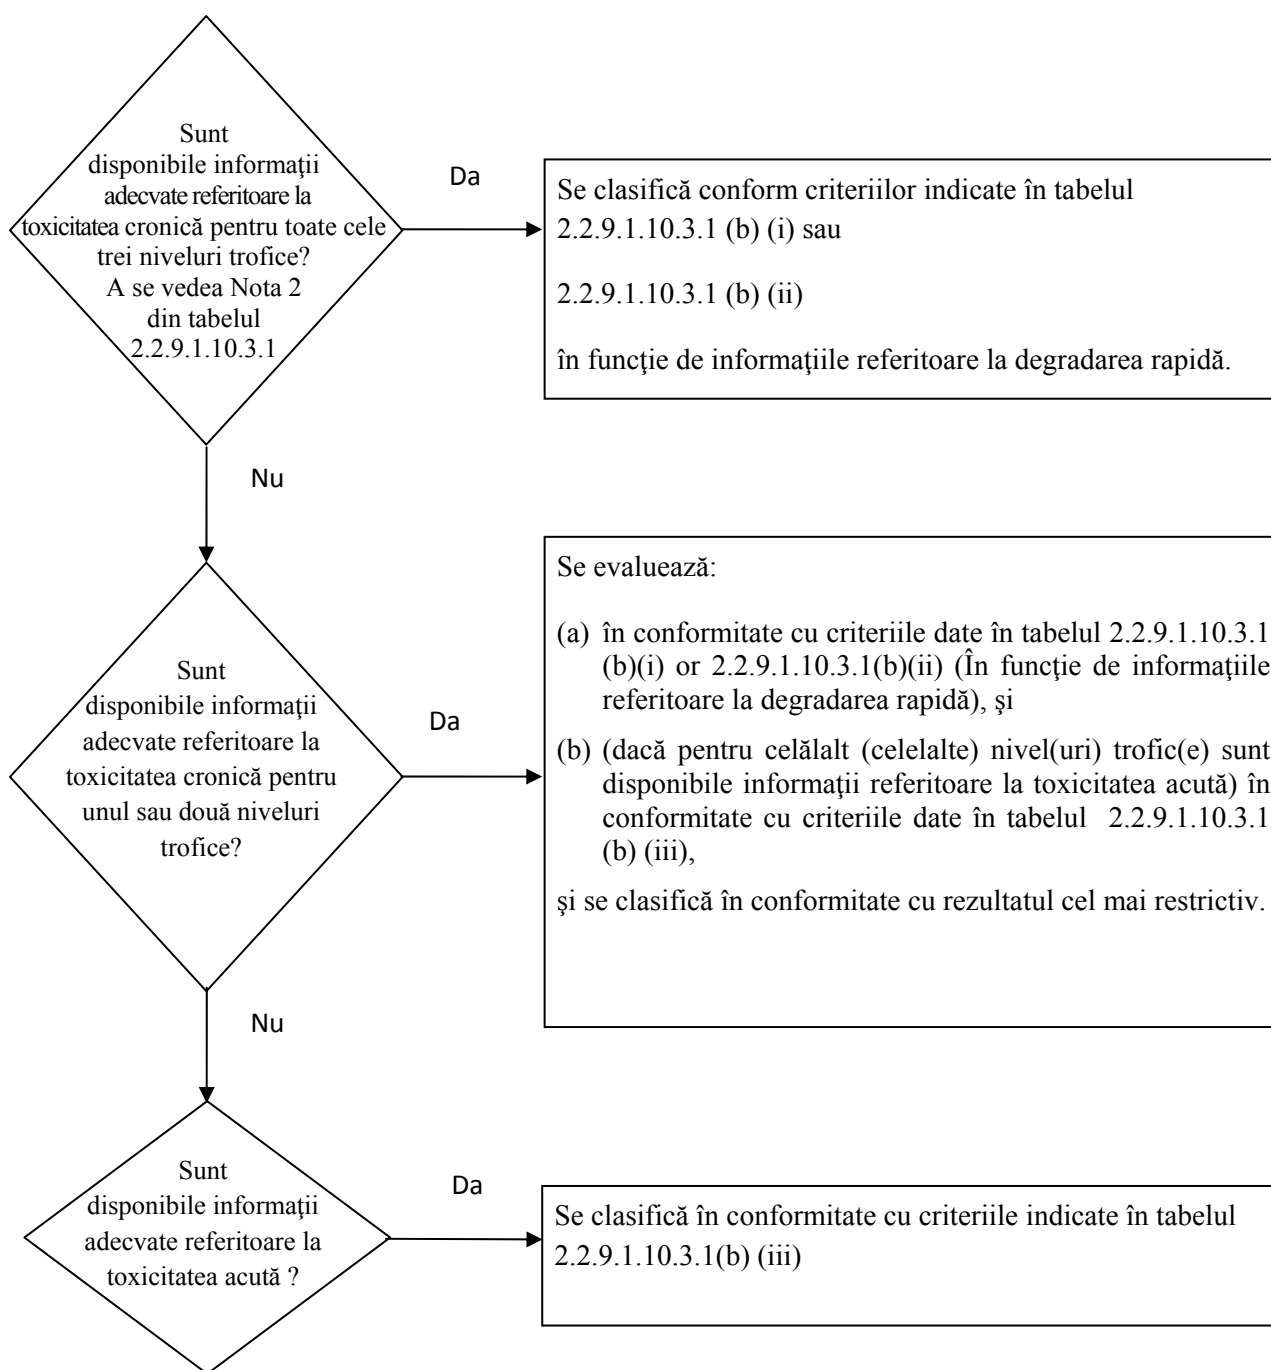 Sunt
disponibile informaţii
adecvate referitoare la
toxicitatea cronică pentru toate cele
trei niveluri trofice?
A se vedea Nota 2
din tabelul
2.2.9.1.10.3.1
Da
Se clasifică conform criteriilor indicate în tabelul
2.2.9.1.10.3.1 (b) (i) sau
2.2.9.1.10.3.1 (b) (ii)
în funcţie de informaţiile referitoare la degradarea rapidă.
Nu
Sunt
disponibile informaţii
adecvate referitoare la
toxicitatea cronică pentru
unul sau două niveluri
trofice?
Da
Se evaluează:
(a) în conformitate cu criteriile date în tabelul 2.2.9.1.10.3.1
(b)(i) or 2.2.9.1.10.3.1(b)(ii) (În funcţie de informaţiile
referitoare la degradarea rapidă), şi
(b) (dacă pentru celălalt (celelalte) nivel(uri) trofic(e) sunt
disponibile informaţii referitoare la toxicitatea acută) în
conformitate cu criteriile date în tabelul 2.2.9.1.10.3.1
(b) (iii),
şi se clasifică în conformitate cu rezultatul cel mai restrictiv.
Nu
Sunt
disponibile informaţii
adecvate referitoare la
toxicitatea acută ?
Da
Se clasifică în conformitate cu criteriile indicate în tabelul
2.2.9.1.10.3.1(b) (iii)